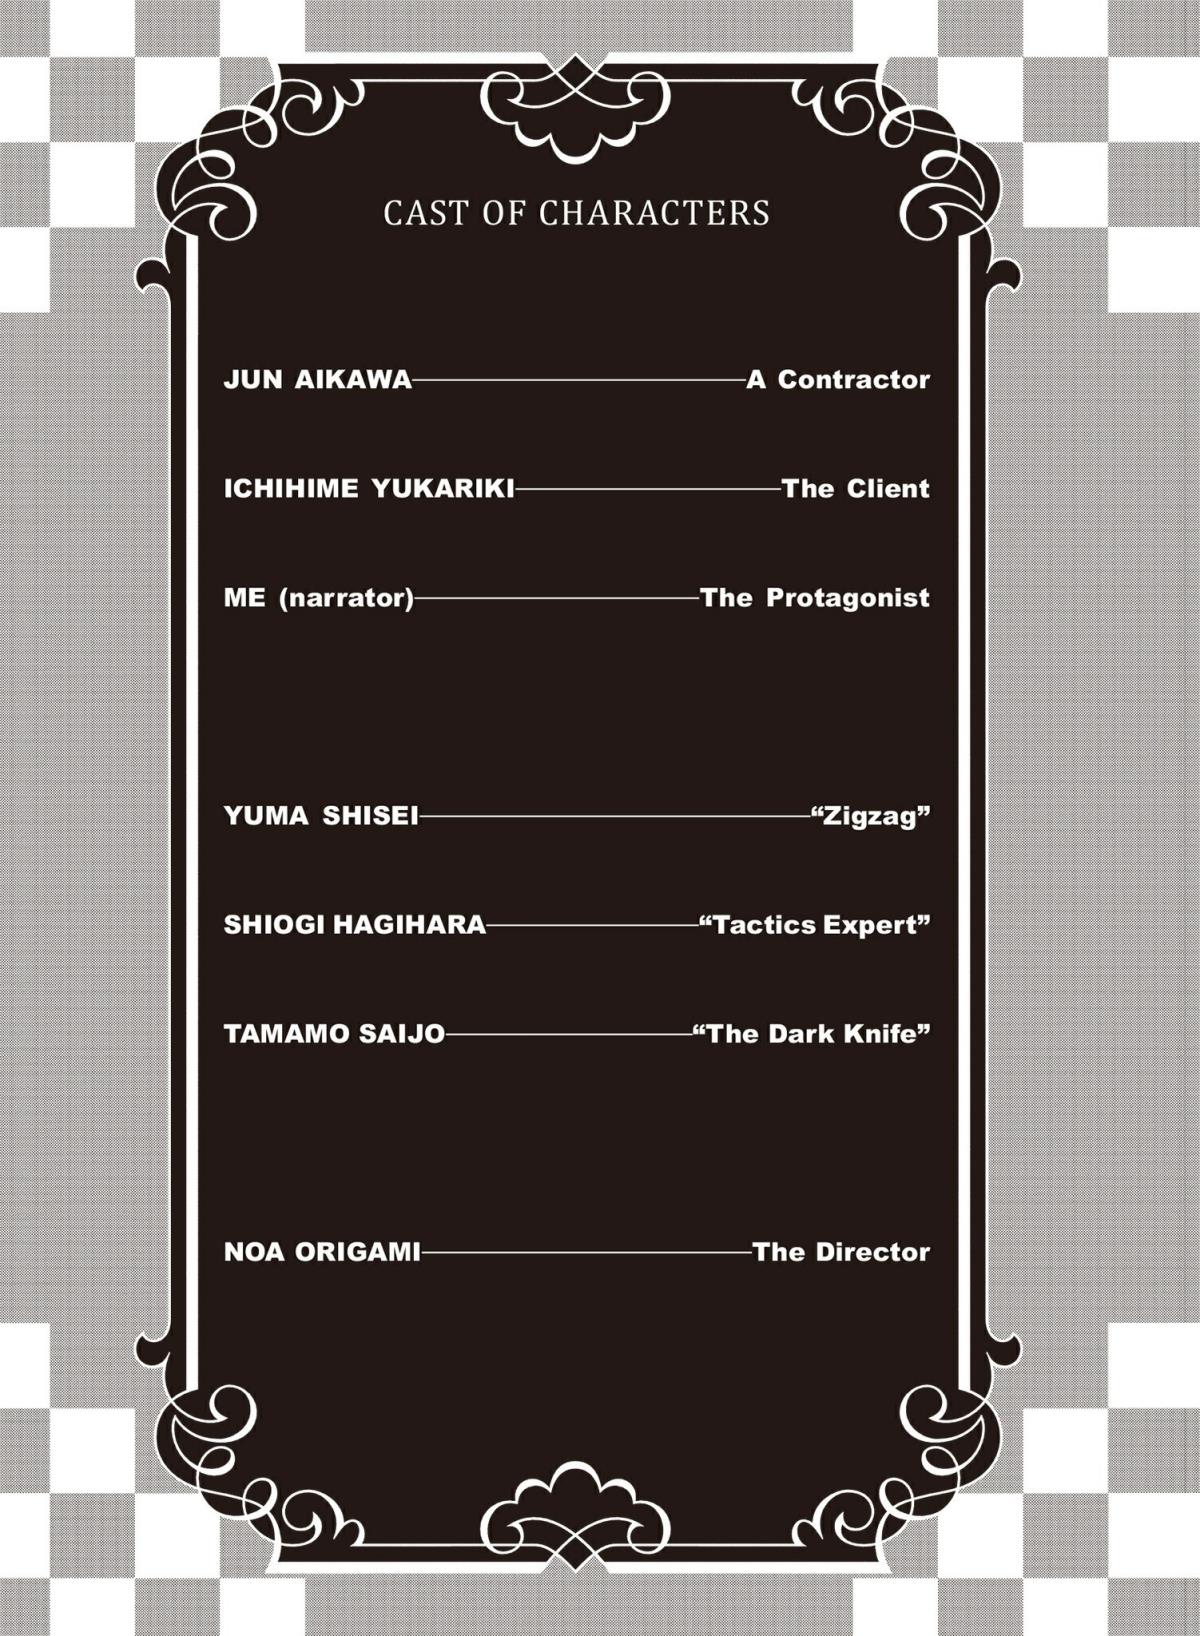 CAST OF CHARACTERS
JUN AIKAWA—A Contractor
ICHIHIME YUKARIKI—The Client
ME (narrator)—The Protagonist
YUMA SHISEI—“Zigzag”
SHIOGI HAGIHARA—“Tactics Expert”
TAMAMO SAIJO—“The Dark Knife”
NOA ORIGAMI—The Director